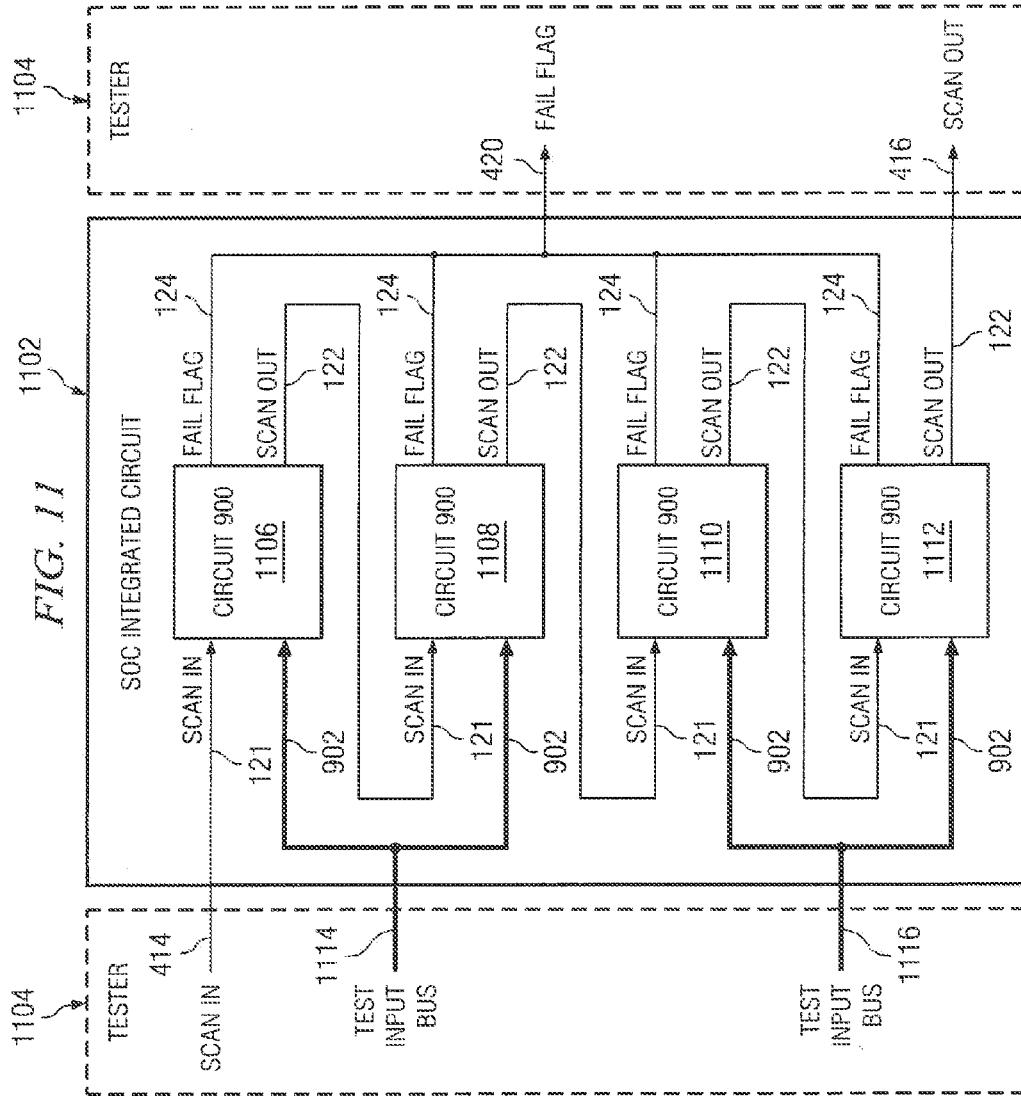 FIG. 11
1104
TESTER
SCAN IN
414
TEST
INPUT
BUS
1114
TEST
INPUT
BUS
1116
1102
SOC INTEGRATED CIRCUIT
SCAN IN
121
902
CIRCUIT 900
1106
FAIL FLAG
124
SCAN OUT
122
SCAN IN
121
902
CIRCUIT 900
1108
FAIL FLAG
124
SCAN OUT
122
SCAN IN
121
902
CIRCUIT 900
1110
FAIL FLAG
124
SCAN OUT
122
SCAN IN
121
902
CIRCUIT 900
1112
FAIL FLAG
124
SCAN OUT
122
1104
TESTER
420
FAIL FLAG
416
SCAN OUT